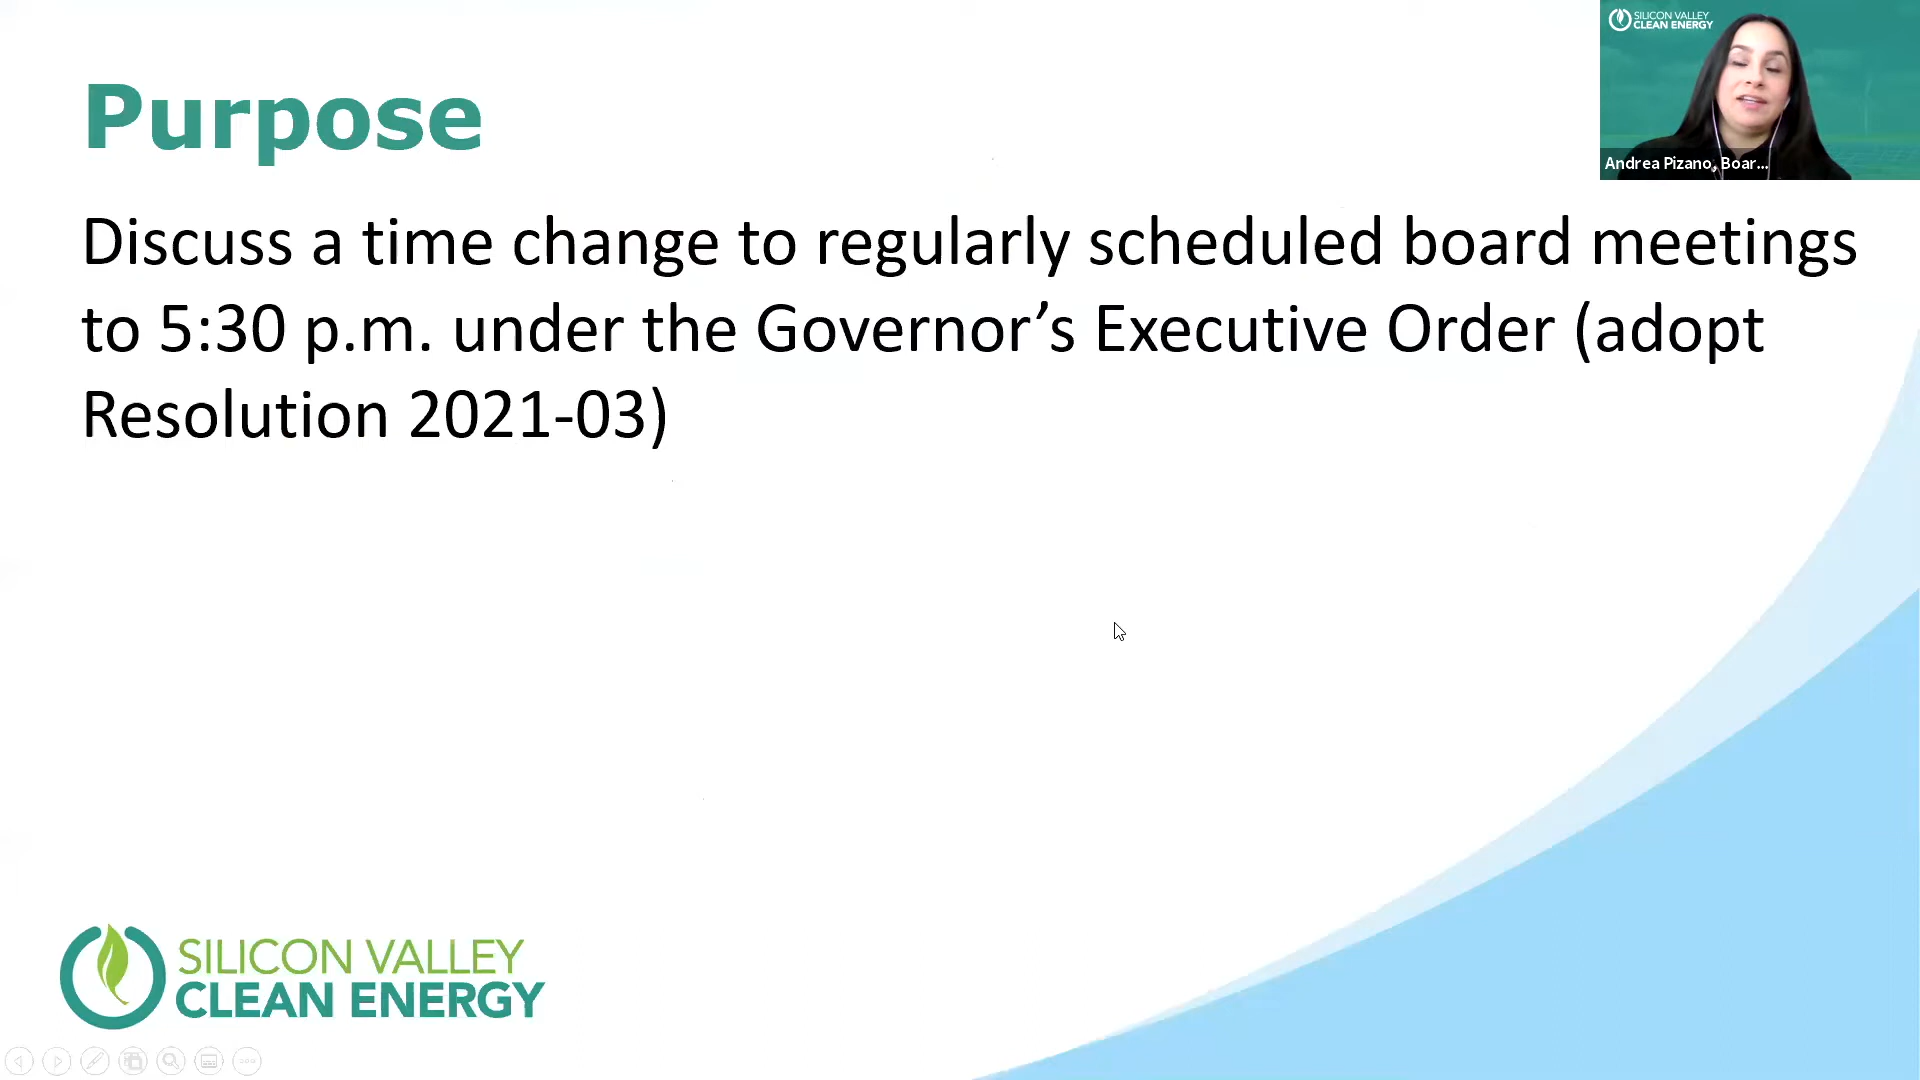 Purpose
Discuss a time change to regularly scheduled board meetings
to 5:30 p.m. under the Governor’s Executive Order (adopt
Resolution 2021-03)
SILICON VALLEY
CLEAN ENERGY
Andrea Pizano, Boar...
SILICON VALLEY
CLEAN ENERGY